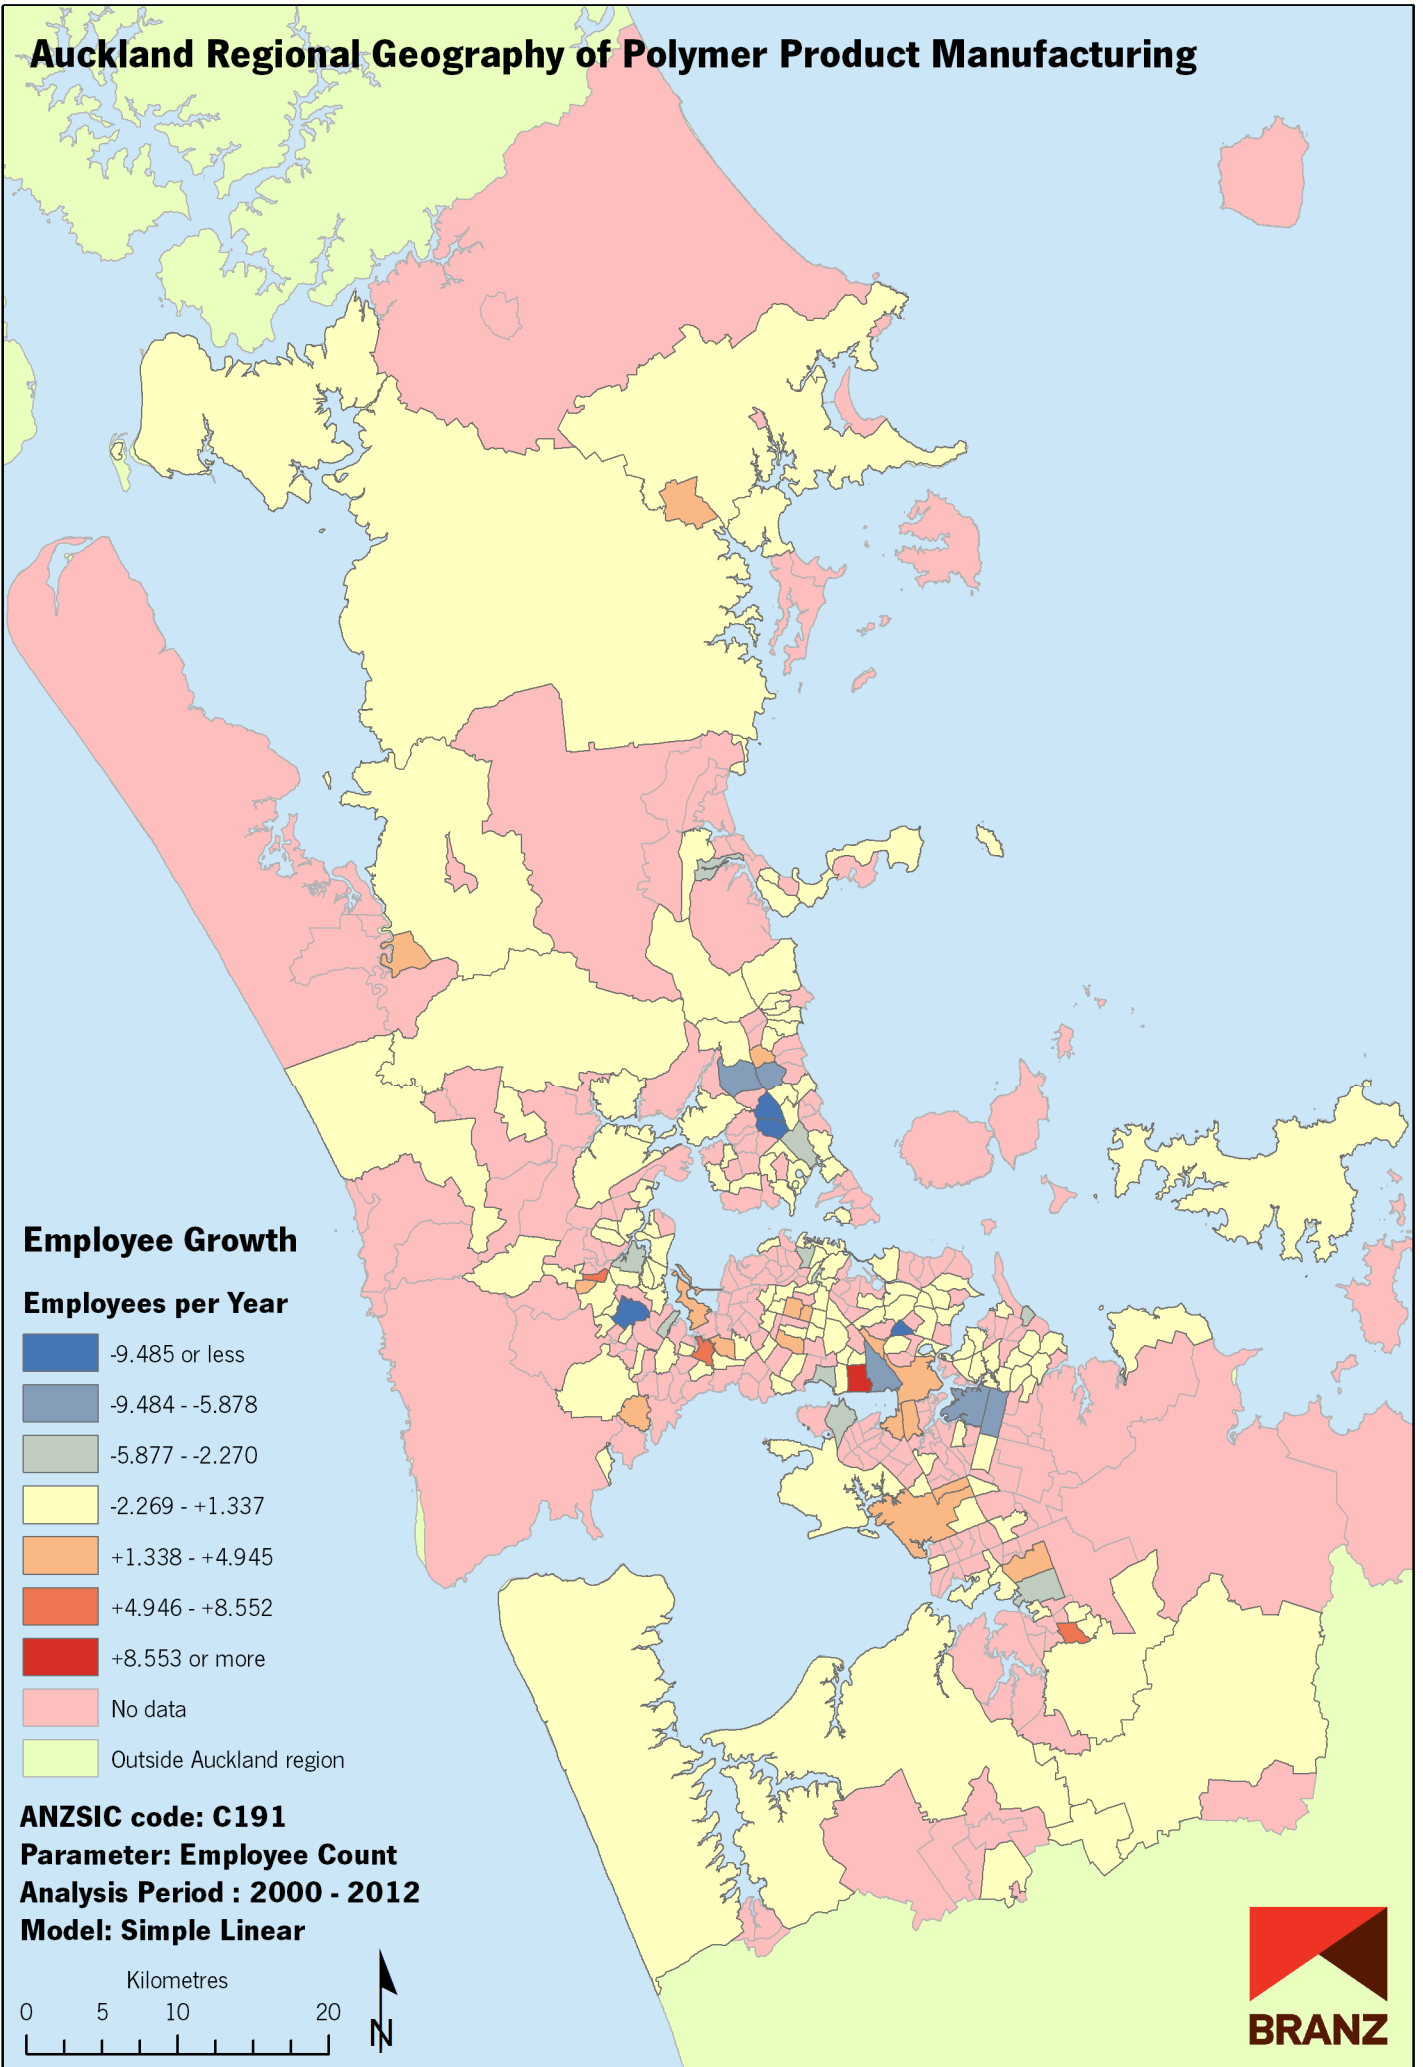 Auckland Regional Geography of Polymer Product Manufacturing
Employee Growth
Employees per Year
-9.485 or less
-9.484 - -5.878
-5.877 - -2.270
-2.269 - +1.337
+1.338 - +4.945
+4.946 - +8.552
+8.553 or more
No data
Outside Auckland region
ANZSIC code: C191
Parameter: Employee Count
Analysis Period : 2000 - 2012
Model: Simple Linear
Kilometres
0 5 10 20
N
BRANZ